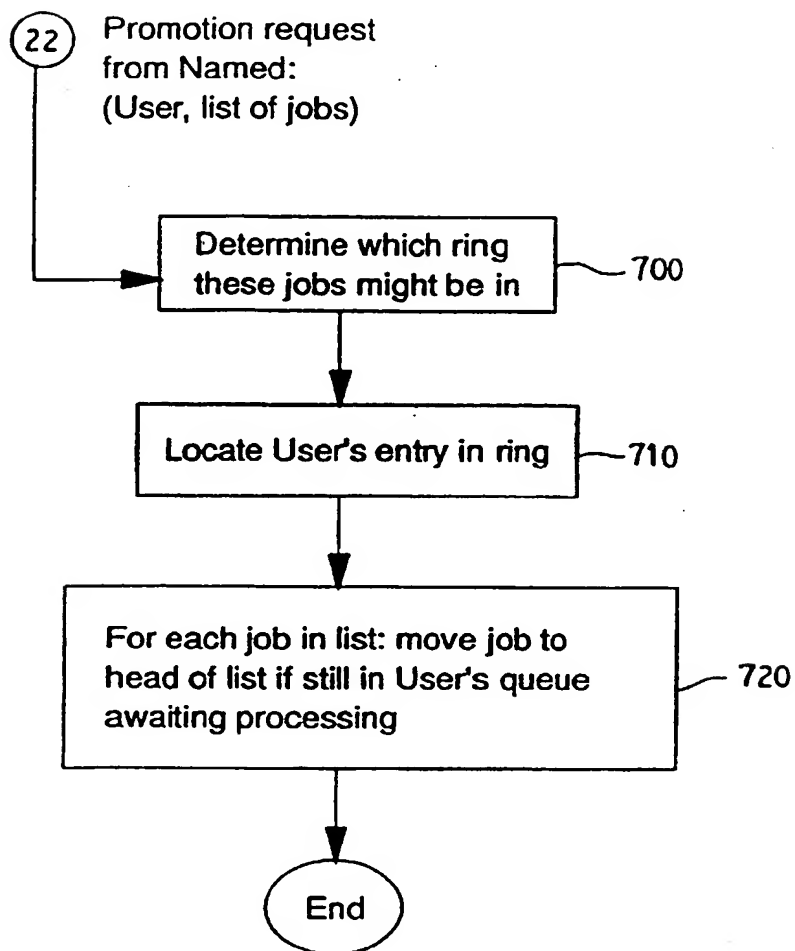 22
Promotion request
from Named:
(User, list of jobs)
Determine which ring
these jobs might be in
700
Locate User's entry in ring
710
For each job in list: move job to
head of list if still in User's queue
awaiting processing
720
End